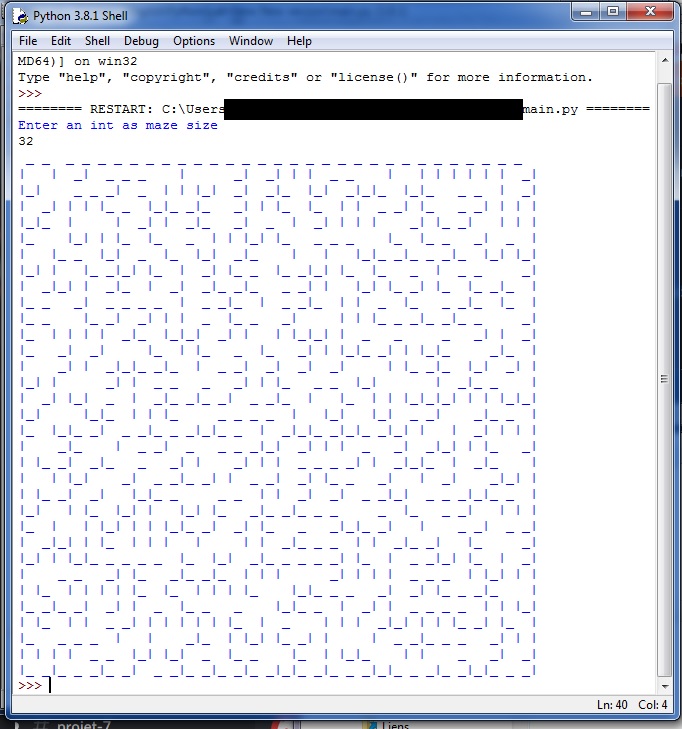 Python 3.8.1 Shell
File Edit Shell Debug Options Window Help
MD64)] on win32
Type "help", "copyright", "credits" or "license()" for more information.
>>>
======== RESTART: C:\Users main.py ========
Enter an int as maze size
32
>>>
Ln: 40 Col: 4
projet-7
Liens